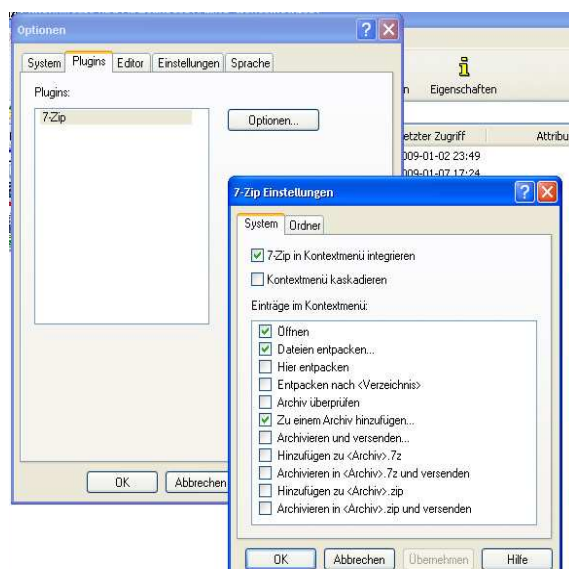 Optionen
System Plugins Editor Einstellungen Sprache
Plugins:
7-Zip
Optionen...
OK Abbrechen
n Eigenschaften
etzter Zugriff Attribu
009-01-02 23:49
009-01-07 17:24
7-Zip Einstellungen
System Ordner
7-Zip in Kontextmenü integrieren
Kontextmenü kaskadieren
Einträge im Kontextmenü:
Öffnen
Dateien entpacken...
Hier entpacken
Entpacken nach <Verzeichnis>
Archiv überprüfen
Zu einem Archiv hinzufügen...
Archivieren und versenden...
Hinzufügen zu <Archiv>.7z
Archivieren in <Archiv>.7z und versenden
Hinzufügen zu <Archiv>.zip
Archivieren in <Archiv>.zip und versenden
OK Abbrechen Übernehmen Hilfe